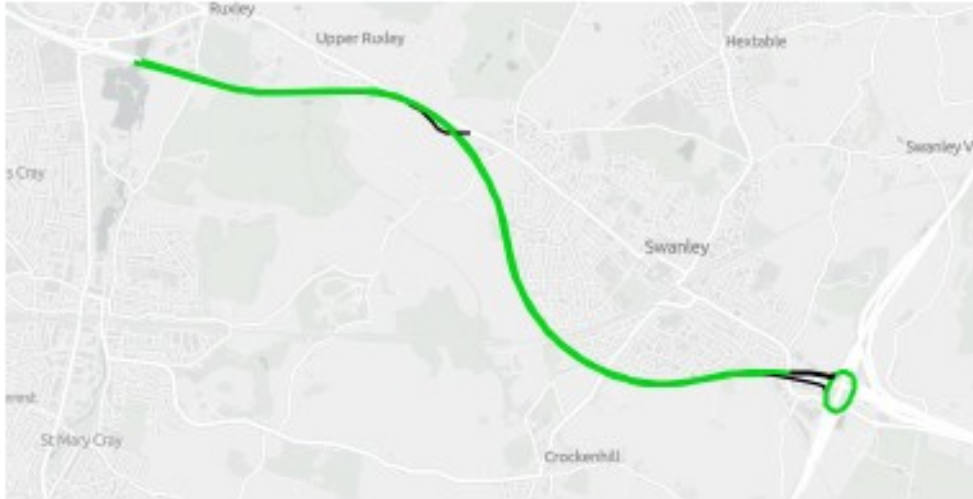 Ruxley
Upper Ruxley
Hextable
Swanley V
s Cray
Swanley
erest
St Mary Cray
Crockenhill